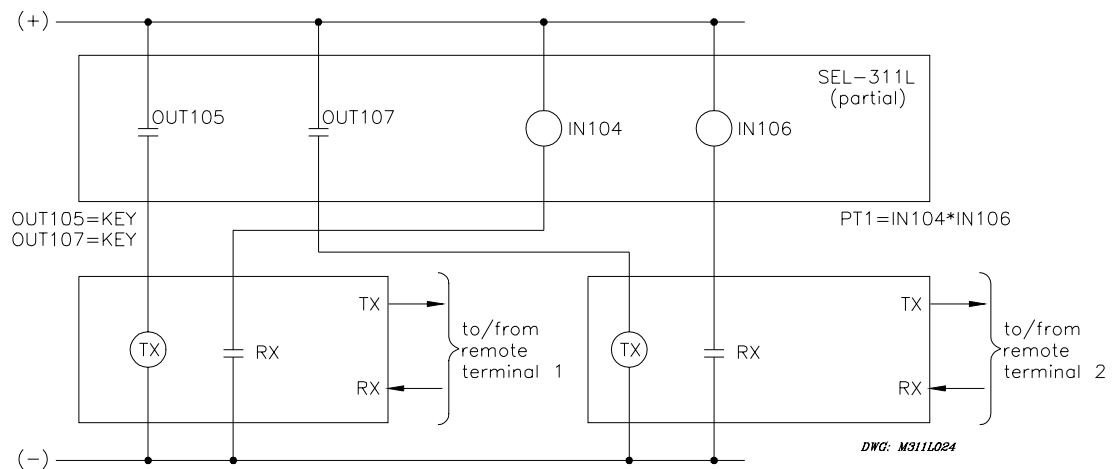 (+)
SEL-311L
(partial)
OUT105
OUT107
IN104
IN106
OUT105=KEY
OUT107=KEY
PT1=IN104*IN106
TX
RX
TX
RX
to/from
remote
terminal 1
TX
RX
TX
RX
to/from
remote
terminal 2
(-)
DWG: M311L024